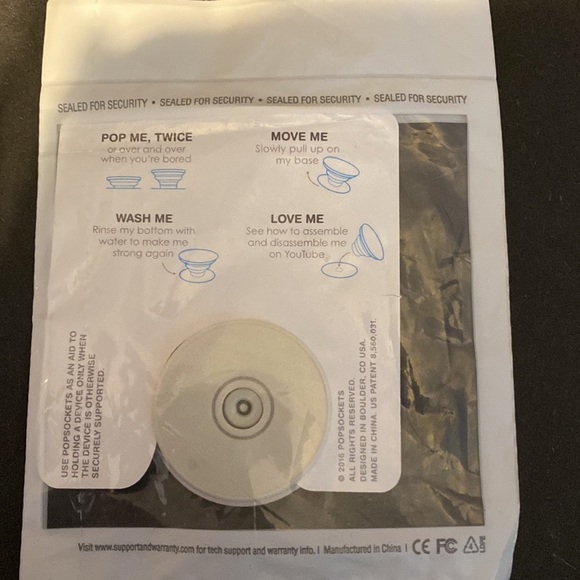 SEALED FOR SECURITY • SEALED FOR SECURITY • SEALED FOR SECURITY • SEALED FOR SECURITY
POP ME, TWICE
or over and over
when you're bored
MOVE ME
Slowly pull up on
my base
WASH ME
Rinse my bottom with
water to make me
strong again
LOVE ME
See how to assemble
and disassemble me
on YouTube
USE POPSOCKETS AS AN AID TO
HOLDING A DEVICE ONLY WHEN
THE DEVICE IS OTHERWISE
SECURELY SUPPORTED.
© 2016 POPSOCKETS
ALL RIGHTS RESERVED.
DESIGNED IN BOULDER, CO USA.
MADE IN CHINA. US PATENT 8,560,031.
Visit www.supportandwarranty.com for tech support and warranty info. | Manufactured in China | CE FC 4